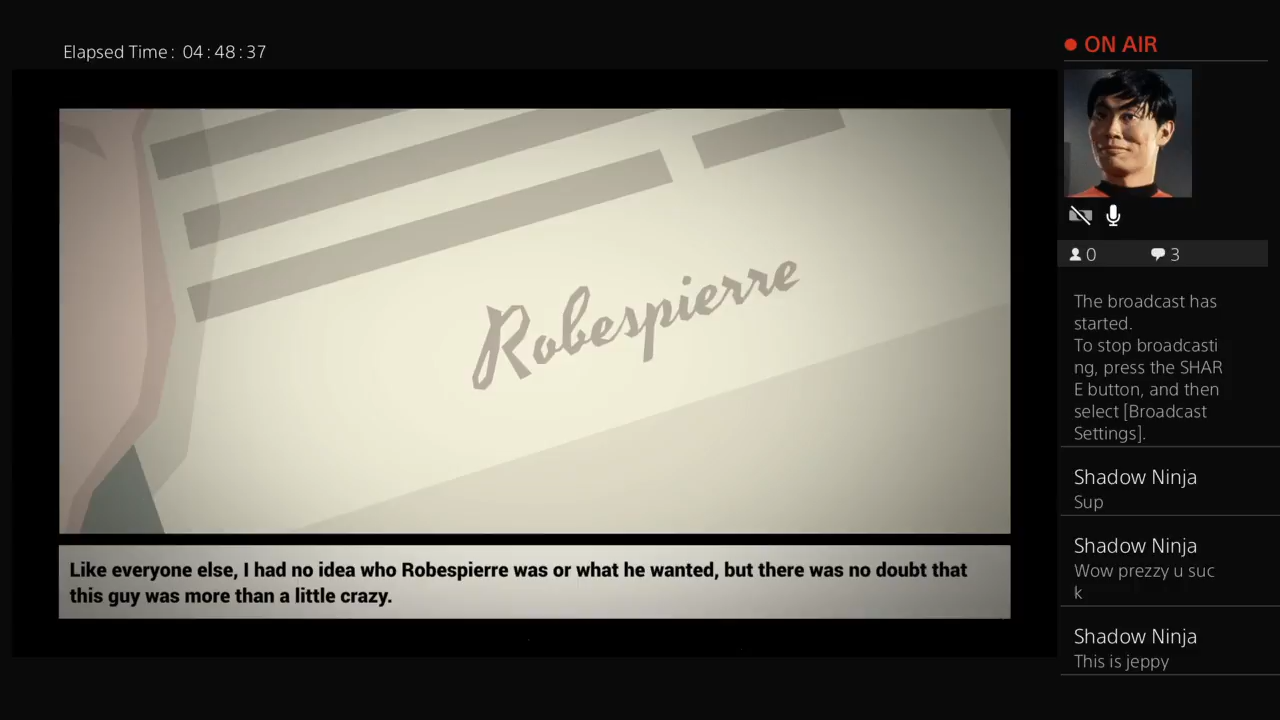 Elapsed Time: 04:48:37
ON AIR
Robespierre
0
3
The broadcast has
started.
To stop broadcasti
ng, press the SHAR
E button, and then
select [Broadcast
Settings].
Shadow Ninja
Sup
Shadow Ninja
Wow prezzy u suc
k
Shadow Ninja
This is jeppy
Like everyone else, I had no idea who Robespierre was or what he wanted, but there was no doubt that
this guy was more than a little crazy.